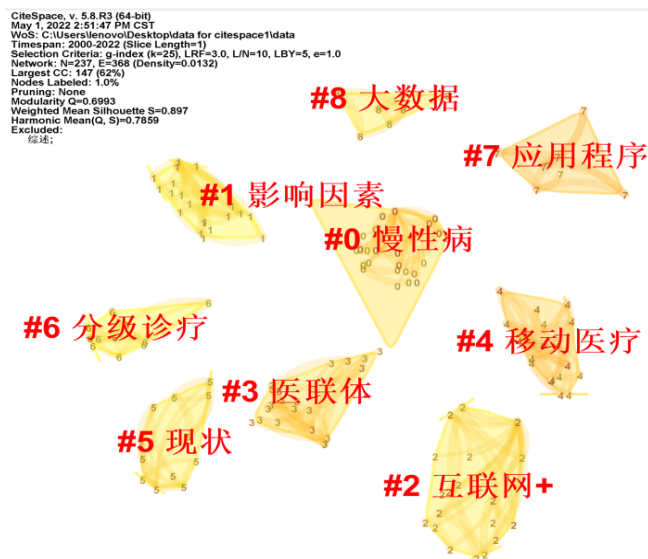 CiteSpace, v. 5.8.R3 (64-bit)
May 1, 2022 2:51:47 PM CST
WoS: C:\Users\lenovo\Desktop\data for citespace1\data
Timespan: 2000-2022 (Slice Length=1)
Selection Criteria: g-index (k=25), LRF=3.0, L/N=10, LBY=5, e=1.0
Network: N=237, E=368 (Density=0.0132)
Largest CC: 147 (62%)
Nodes Labeled: 1.0%
Pruning: None
Modularity Q=0.6993
Weighted Mean Silhouette S=0.897
Harmonic Mean(Q, S)=0.7859
Excluded:
综述;
#8 大数据
#7 应用程序
#1 影响因素
#0 慢性病
#6 分级诊疗
#4 移动医疗
#3 医联体
#5 现状
#2 互联网+